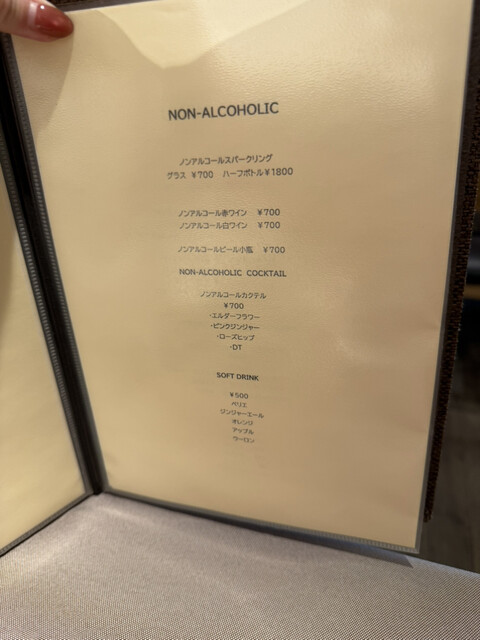 NON-ALCOHOLIC
ノンアルコールスパークリング
グラス ¥700 ハーフボトル¥1800
ノンアルコール赤ワイン ¥700
ノンアルコール白ワイン ¥700
ノンアルコールビール小瓶 ¥700
NON-ALCOHOLIC COCKTAIL
ノンアルコールカクテル
¥700
・エルダーフラワー
・ピンクジンジャー
・ローズヒップ
・DT
SOFT DRINK
¥500
ペリエ
ジンジャーエール
オレンジ
アップル
ウーロン